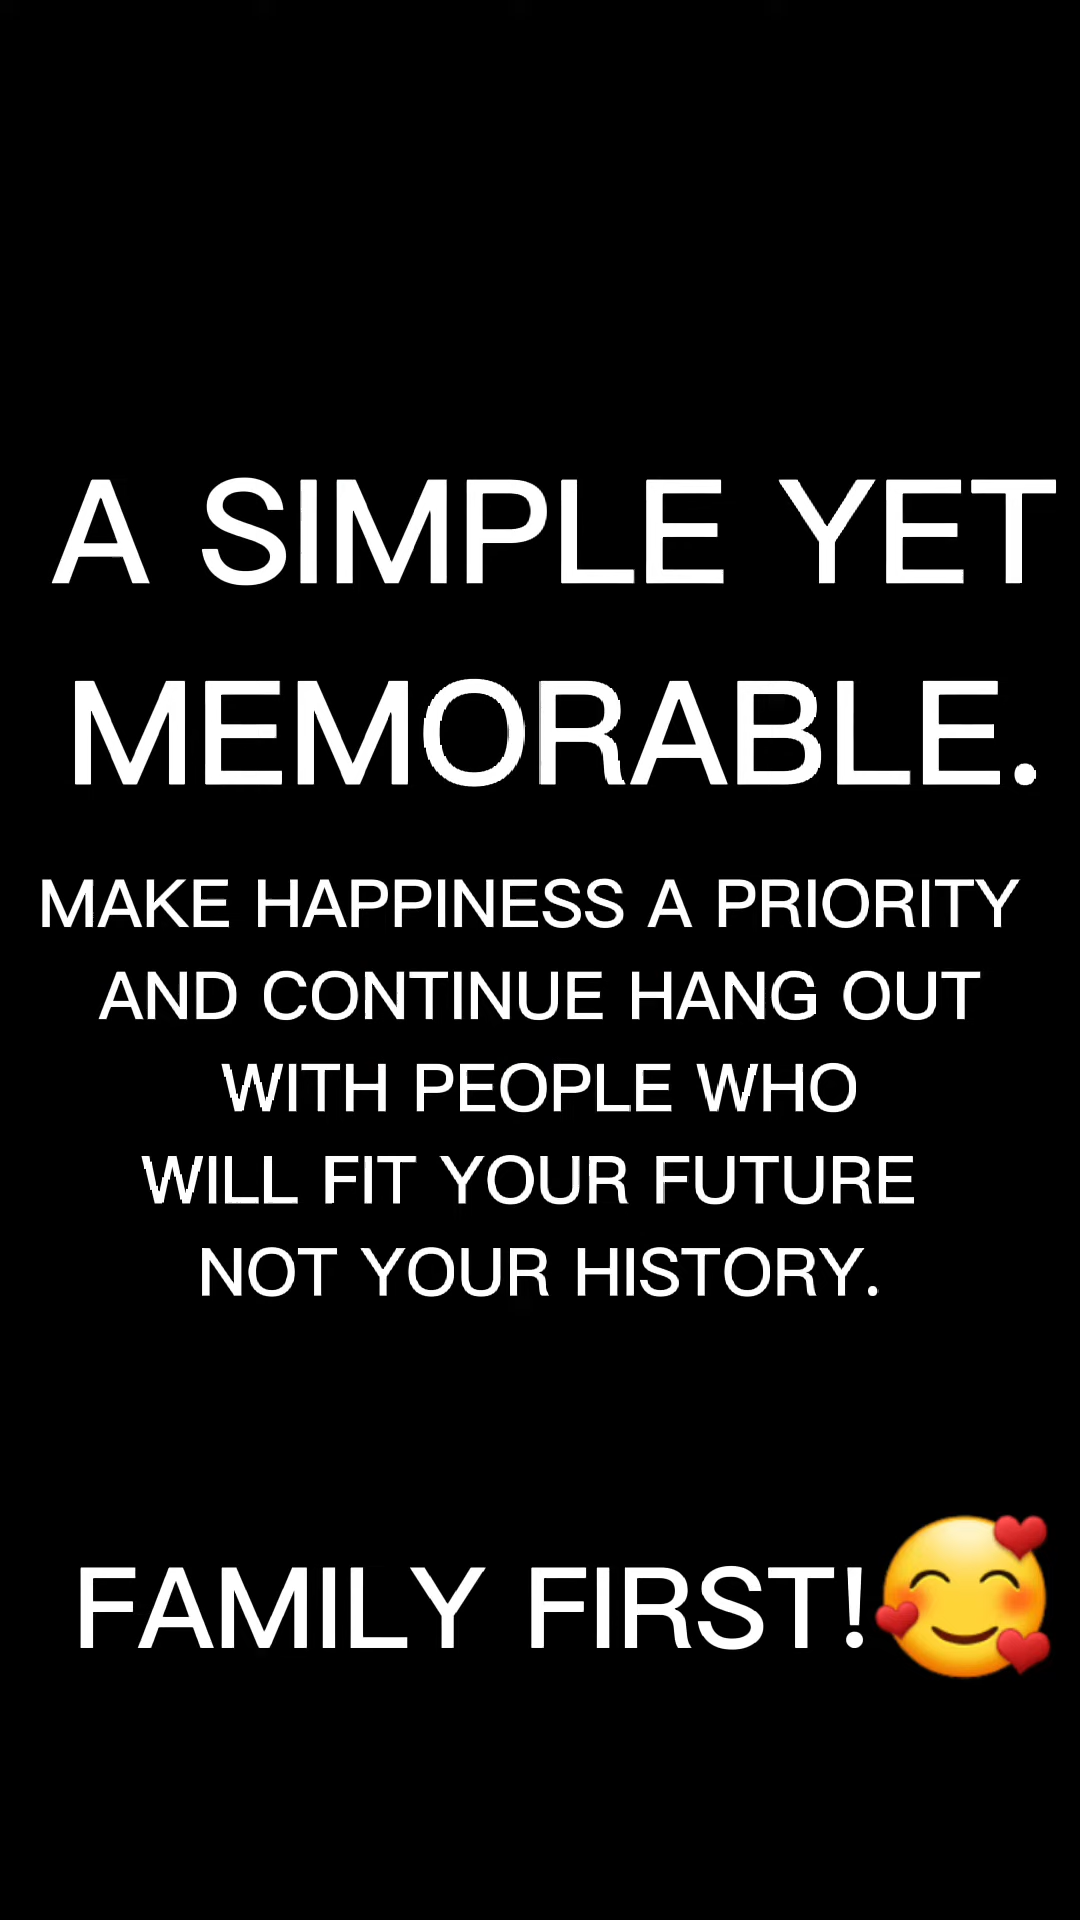 A SIMPLE YET
MEMORABLE.
MAKE HAPPINESS A PRIORITY
AND CONTINUE HANG OUT
WITH PEOPLE WHO
WILL FIT YOUR FUTURE
NOT YOUR HISTORY.
FAMILY FIRST!🥰